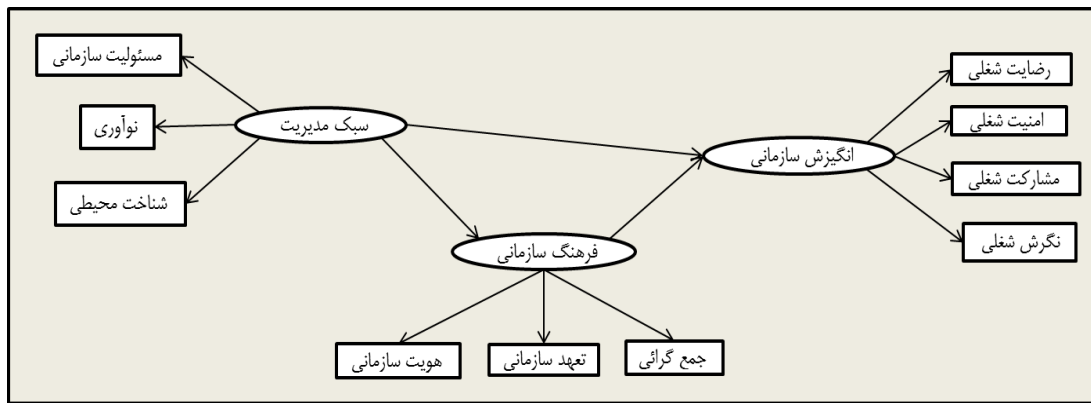 مسئولیت سازمانی
نوآوری
شناخت محیطی
سبک مدیریت
فرهنگ سازمانی
هویت سازمانی
تعهد سازمانی
جمع گرائی
انگیزش سازمانی
رضایت شغلی
امنیت شغلی
مشارکت شغلی
نگرش شغلی